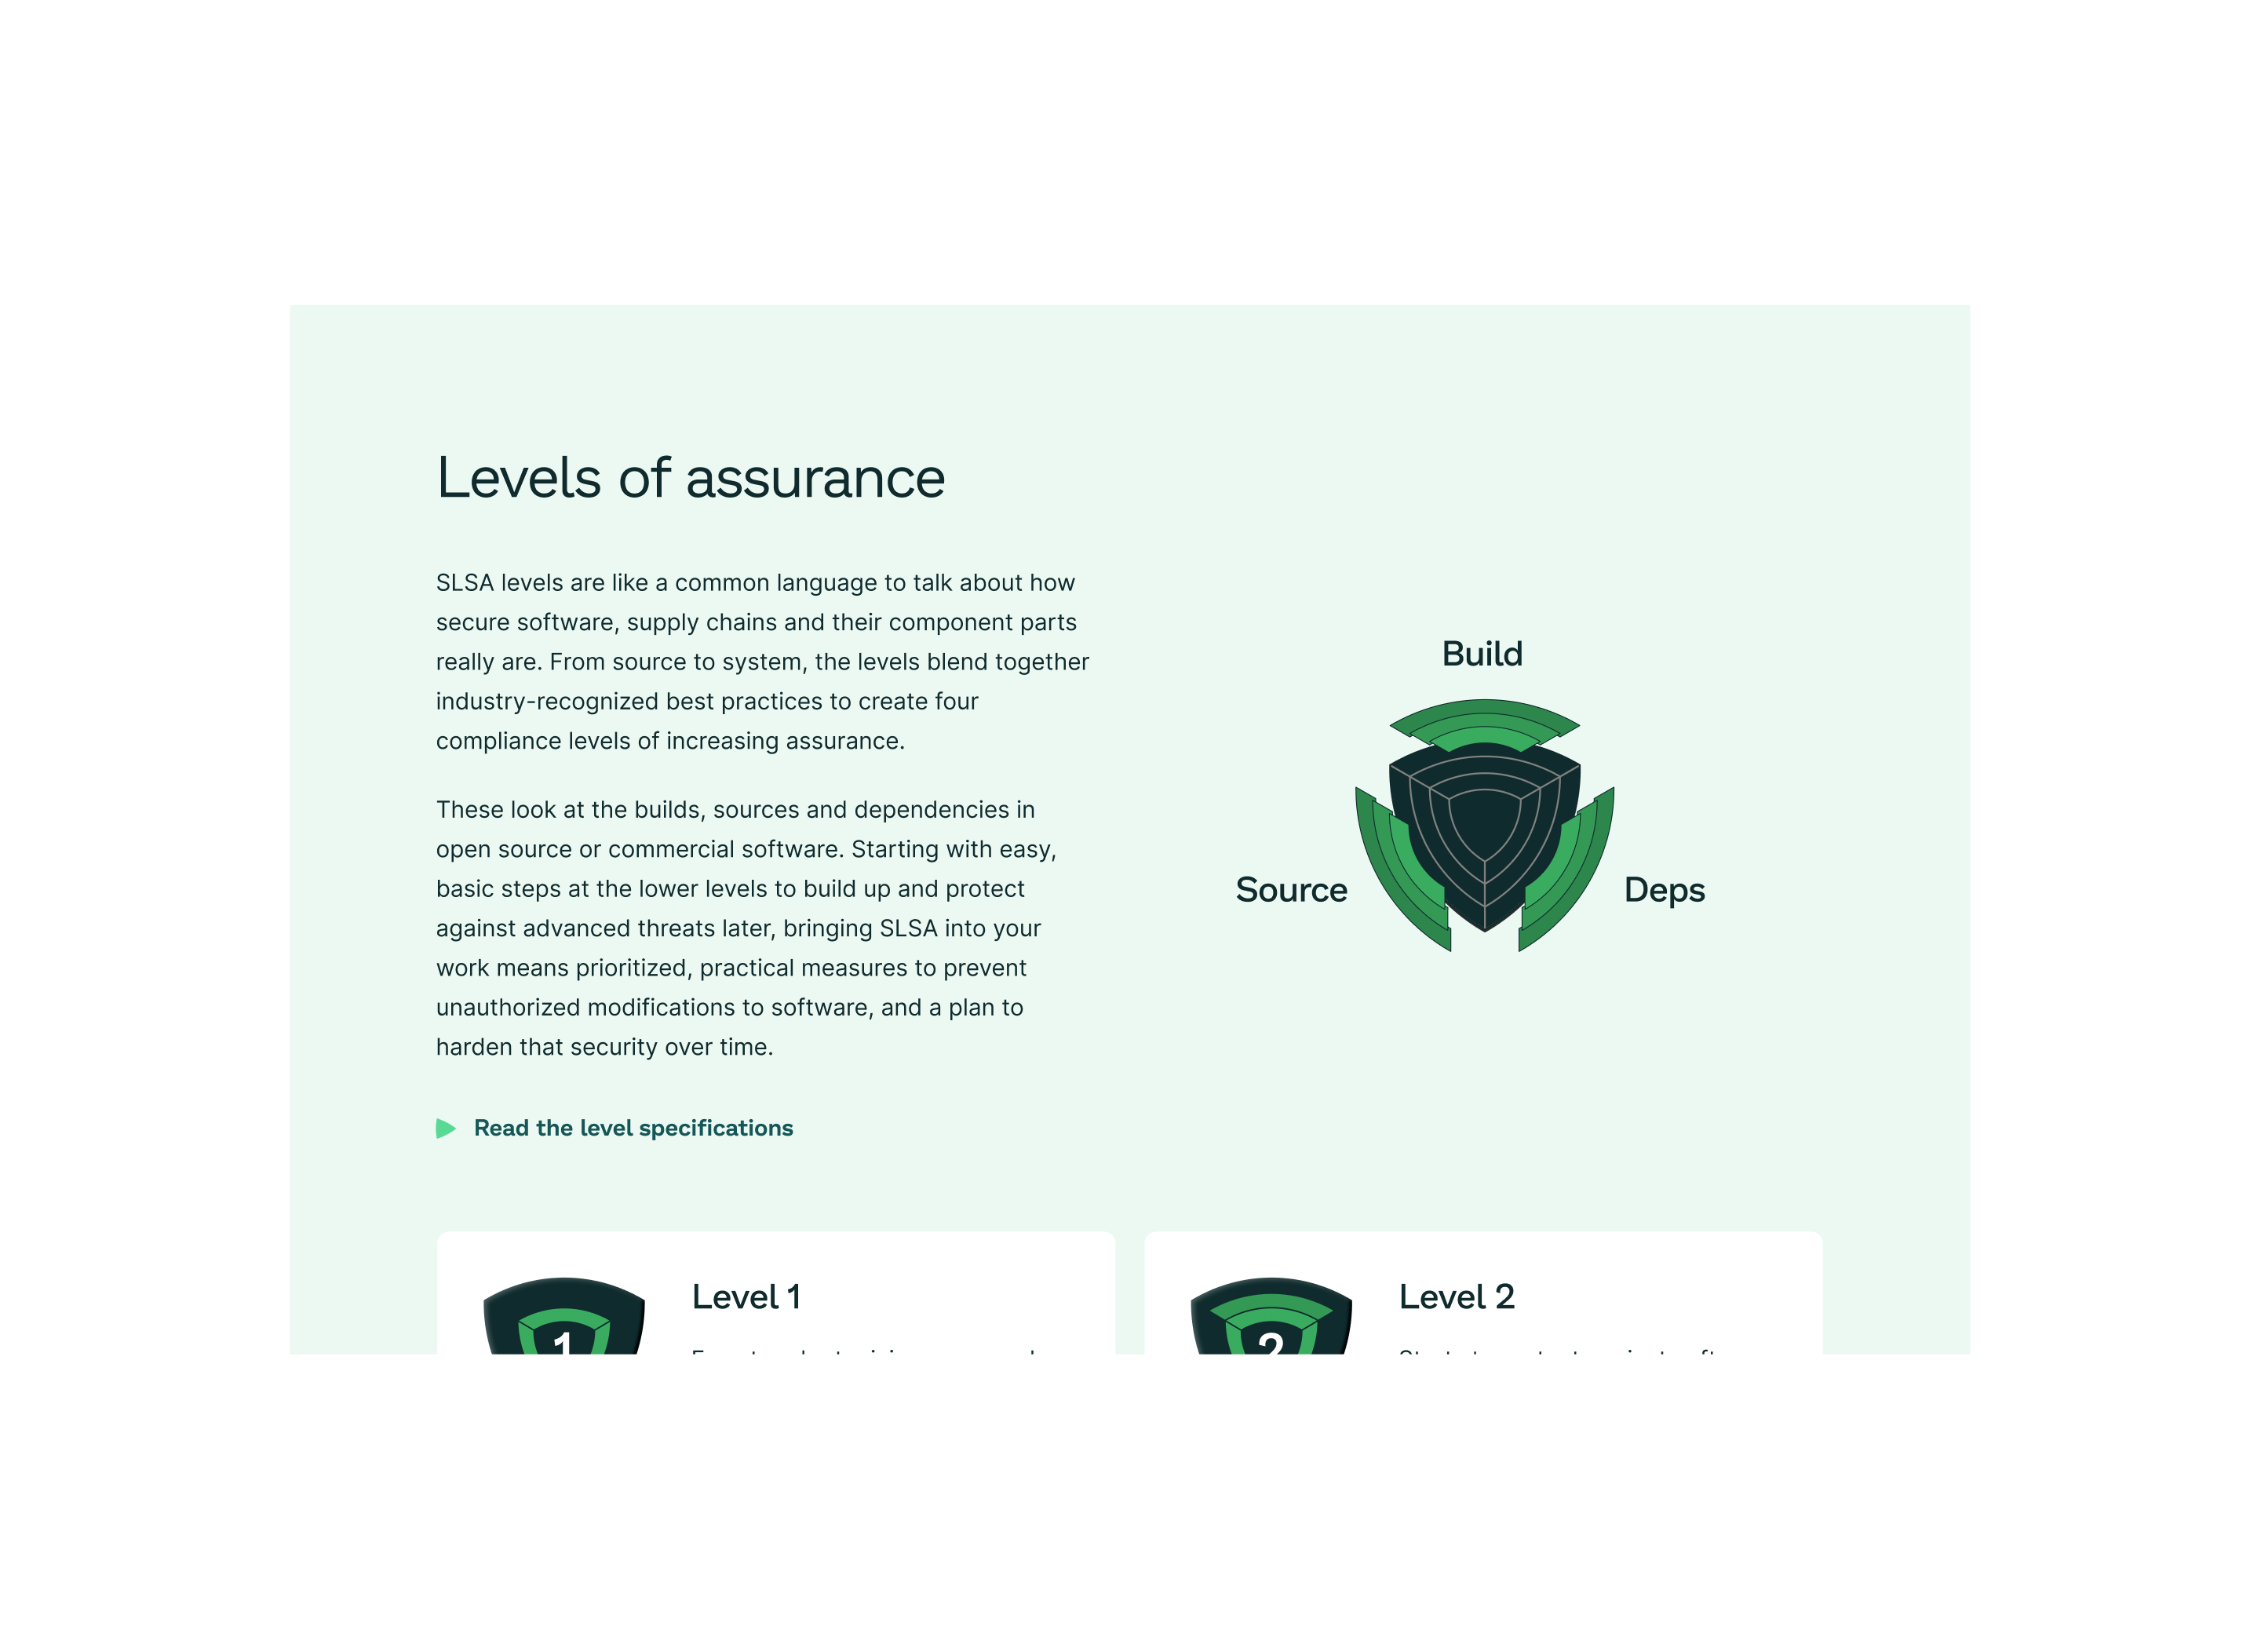 Levels of assurance
SLSA levels are like a common language to talk about how
secure software, supply chains and their component parts
really are. From source to system, the levels blend together
industry-recognized best practices to create four
compliance levels of increasing assurance.
These look at the builds, sources and dependencies in
open source or commercial software. Starting with easy,
basic steps at the lower levels to build up and protect
against advanced threats later, bringing SLSA into your
work means prioritized, practical measures to prevent
unauthorized modifications to software, and a plan to
harden that security over time.
Read the level specifications
Build
Source
Deps
1
Level 1
2
Level 2